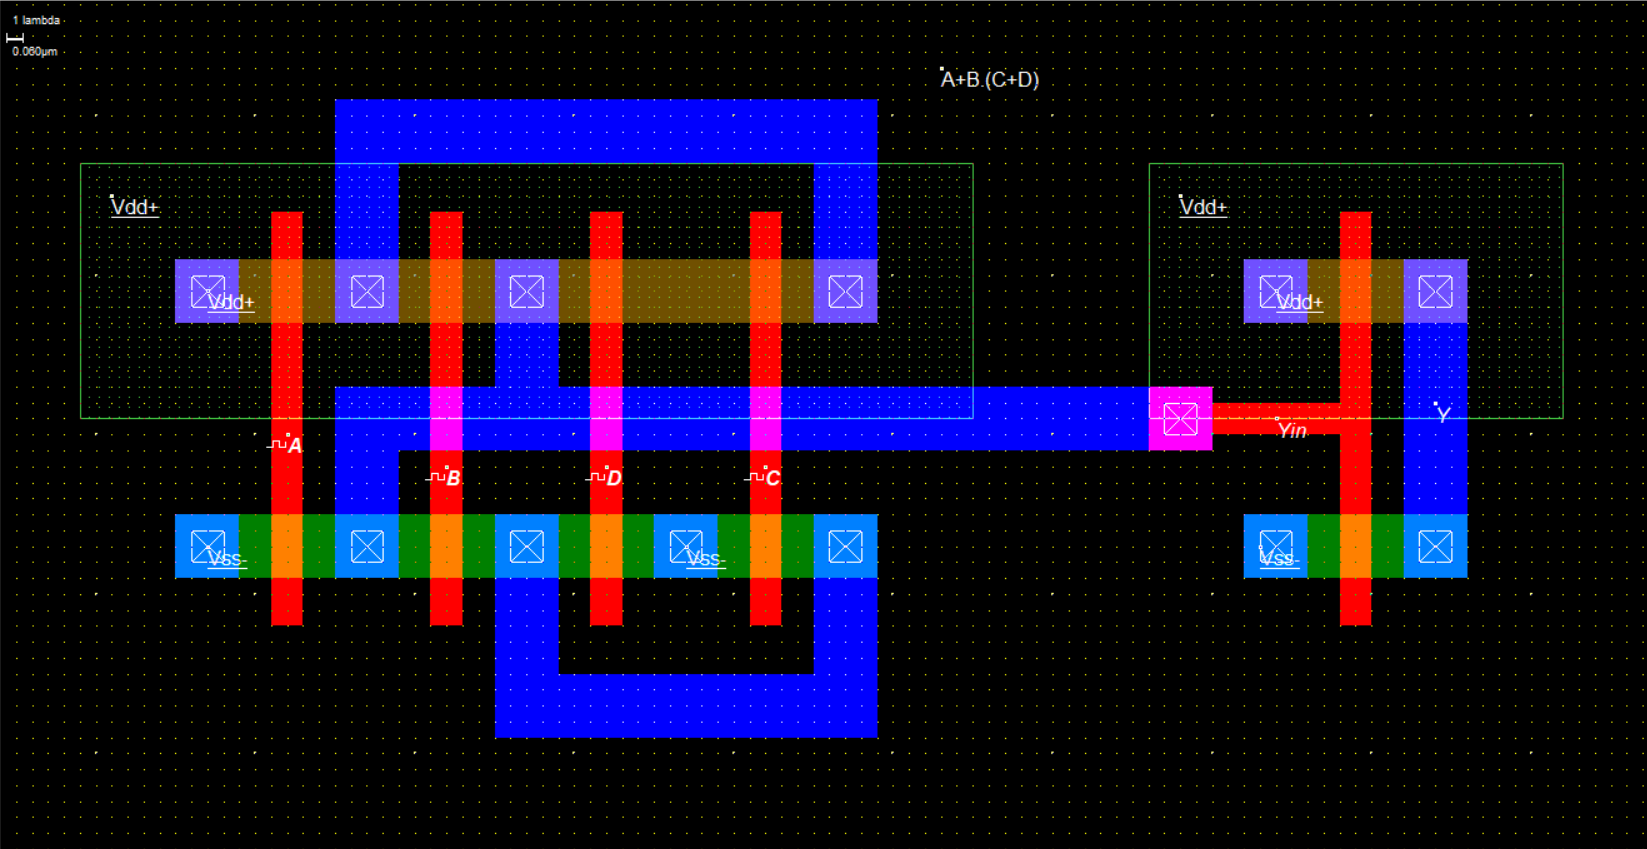 1 lambda
0.060µm
A+B.(C+D)
Vdd+
Vdd+
Vdd+
Vdd+
A
B
D
C
Yin
Y
Vss-
Vss-
Vss-